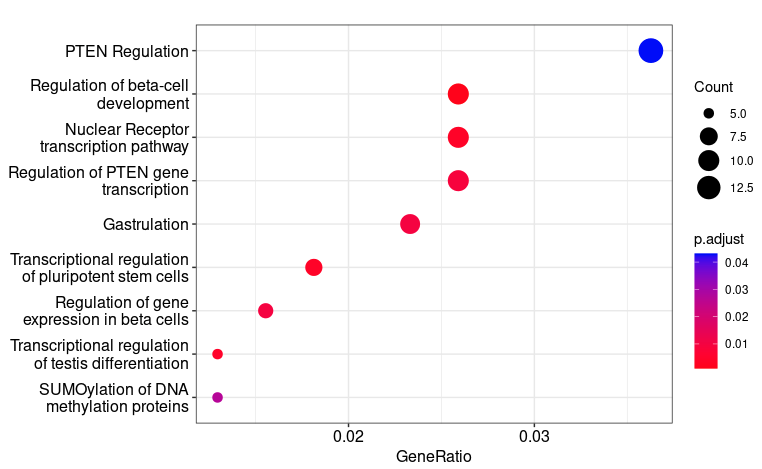 PTEN Regulation
Regulation of beta-cell
development
Nuclear Receptor
transcription pathway
Regulation of PTEN gene
transcription
Gastrulation
Transcriptional regulation
of pluripotent stem cells
Regulation of gene
expression in beta cells
Transcriptional regulation
of testis differentiation
SUMOylation of DNA
methylation proteins
0.02
0.03
GeneRatio
Count
5.0
7.5
10.0
12.5
p.adjust
0.04
0.03
0.02
0.01